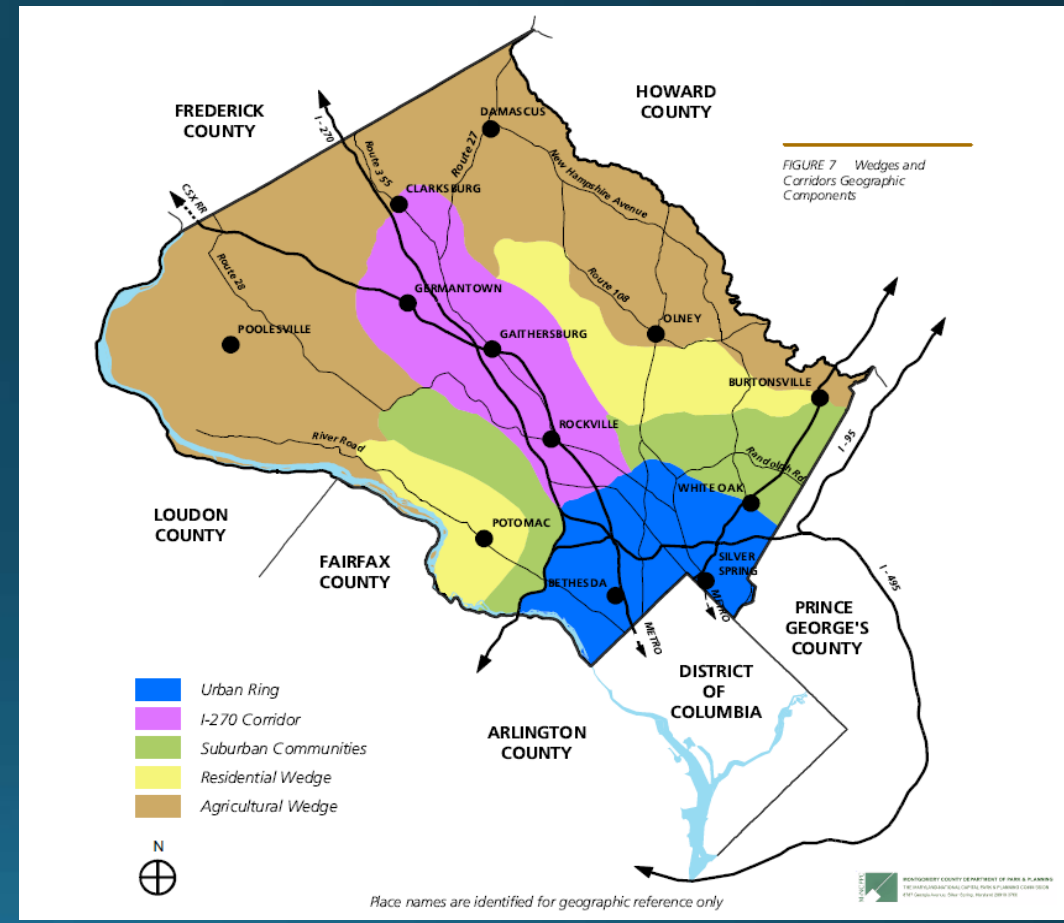 FREDERICK
COUNTY
HOWARD
COUNTY
FIGURE 7 Wedges and
Corridors Geographic
Components
I - 270
DAMASCUS
Route 355
Route 27
New Hampshire Avenue
CLARKSBURG
CSX RR
Route 28
GERMANTOWN
Route 108
POOLESVILLE
GAITHERSBURG
OLNEY
BURTONSVILLE
ROCKVILLE
River Road
I - 95
Randolph Rd
WHITE OAK
LOUDON
COUNTY
POTOMAC
FAIRFAX
COUNTY
SILVER
SPRING
BETHESDA
I - 495
METRO
METRO
PRINCE
GEORGE'S
COUNTY
DISTRICT
OF
COLUMBIA
ARLINGTON
COUNTY
Urban Ring
I-270 Corridor
Suburban Communities
Residential Wedge
Agricultural Wedge
N
Place names are identified for geographic reference only
MONTGOMERY COUNTY DEPARTMENT OF PARK & PLANNING